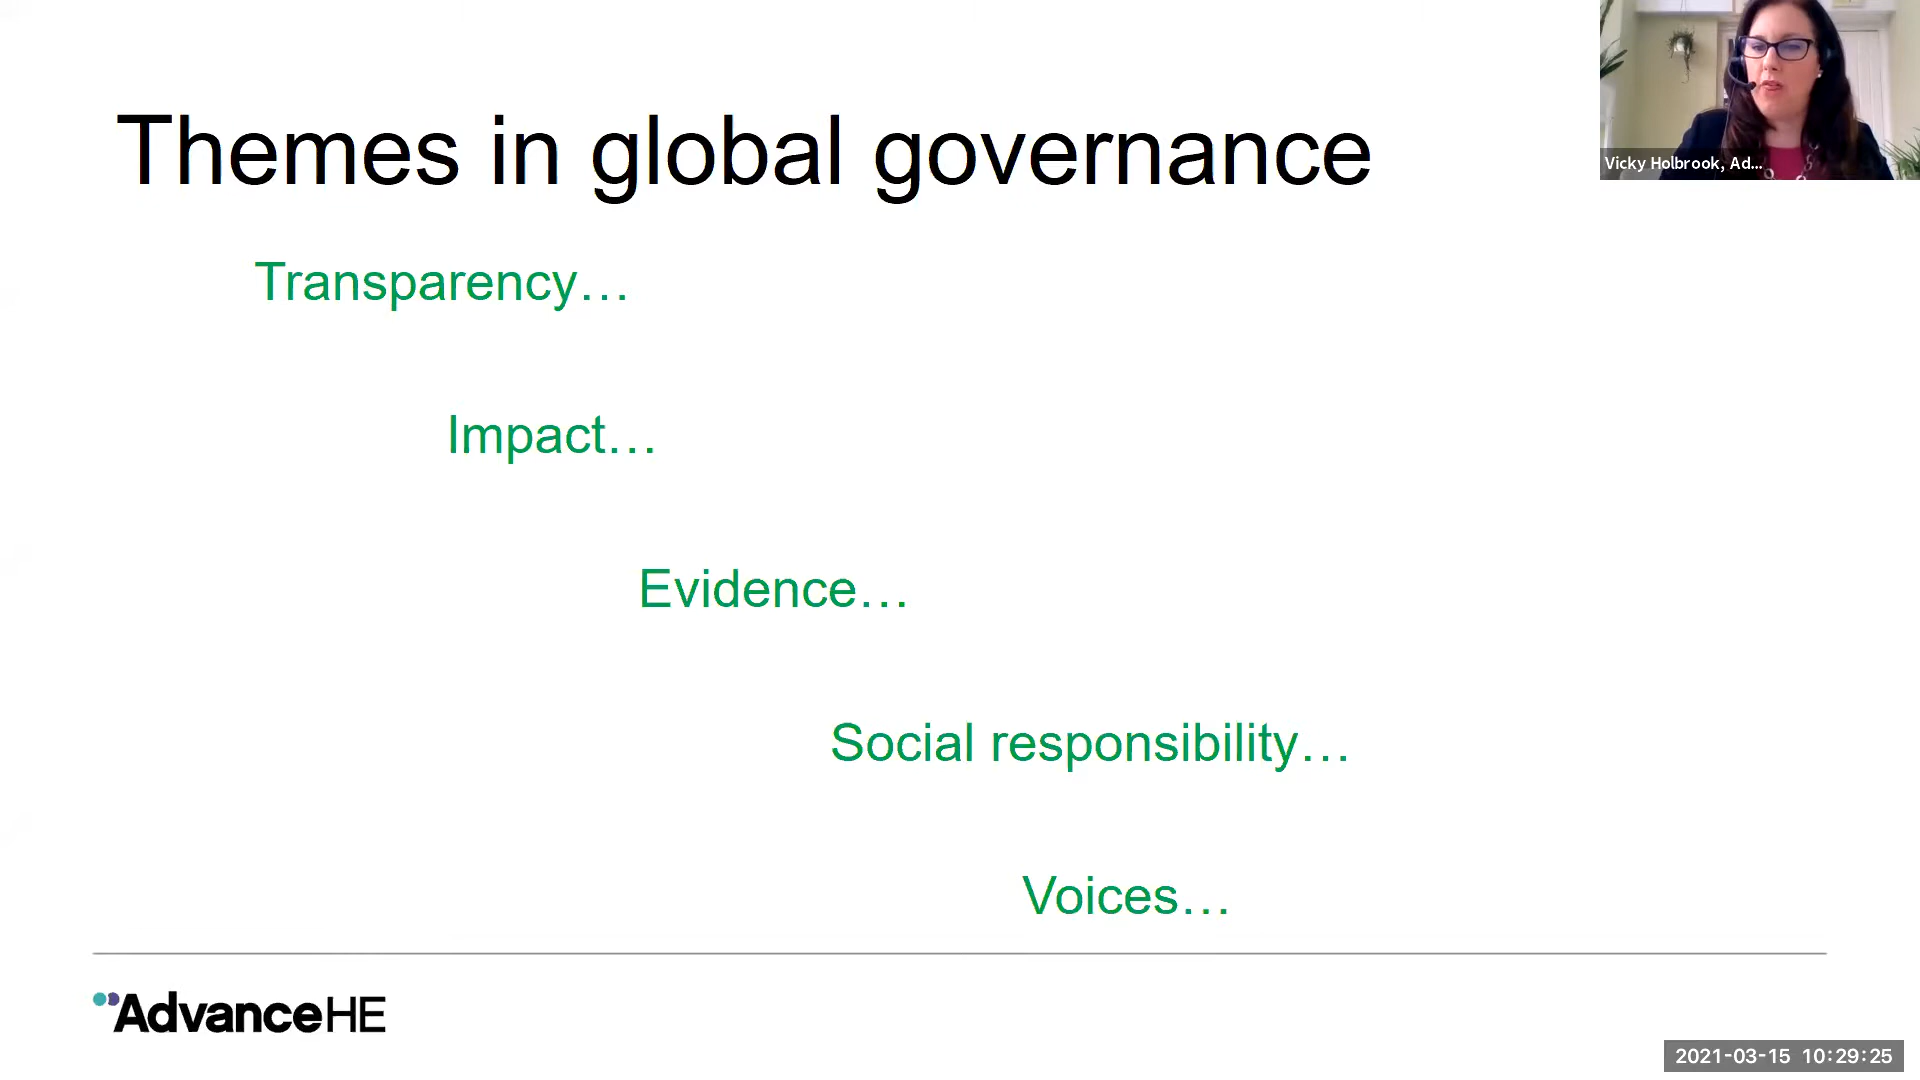 Themes in global governance
Vicky Holbrook, Ad...
Transparency…
Impact…
Evidence…
Social responsibility…
Voices…
AdvanceHE
2021-03-15 10:29:25